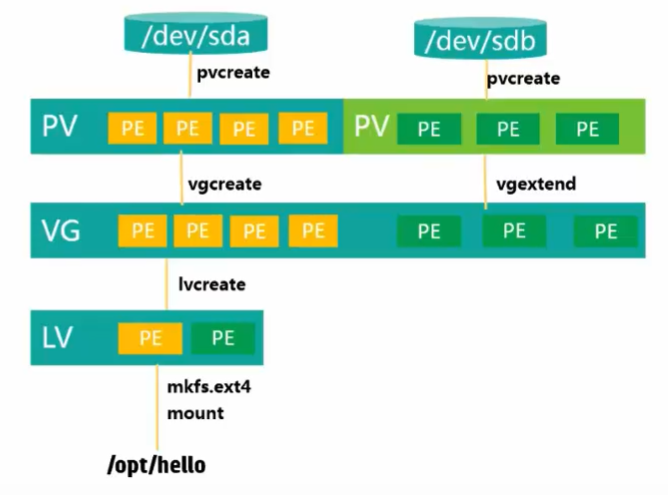 /dev/sda
/dev/sdb
pvcreate
pvcreate
PV PE PE PE PE PV PE PE PE
vgcreate
vgextend
VG PE PE PE PE PE PE PE
lvcreate
LV PE PE
mkfs.ext4
mount
/opt/hello